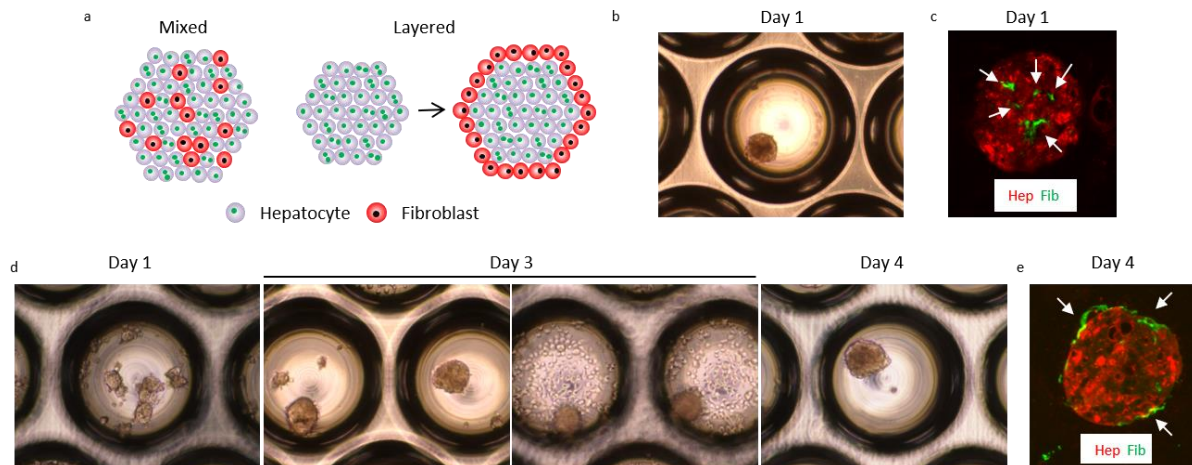 a
Mixed
Layered
Hepatocyte
Fibroblast
b
Day 1
c
Day 1
Hep Fib
d
Day 1
Day 3
Day 4
e
Day 4
Hep Fib